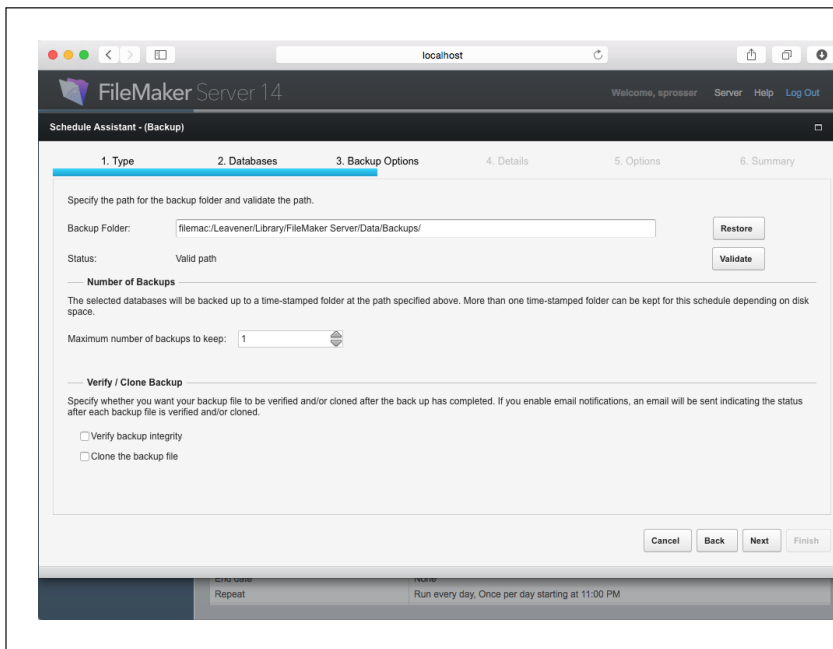 localhost
FileMaker Server 14
Welcome, sprosser Server Help Log Out
Schedule Assistant - (Backup)
1. Type 2. Databases 3. Backup Options 4. Details 5. Options 6. Summary
Specify the path for the backup folder and validate the path.
Backup Folder: filemac:/Leavener/Library/FileMaker Server/Data/Backups/ Restore
Status: Valid path Validate
Number of Backups
The selected databases will be backed up to a time-stamped folder at the path specified above. More than one time-stamped folder can be kept for this schedule depending on disk
space.
Maximum number of backups to keep: 1
Verify / Clone Backup
Specify whether you want your backup file to be verified and/or cloned after the back up has completed. If you enable email notifications, an email will be sent indicating the status
after each backup file is verified and/or cloned.
Verify backup integrity
Clone the backup file
Cancel Back Next Finish
End date None
Repeat Run every day, Once per day starting at 11:00 PM